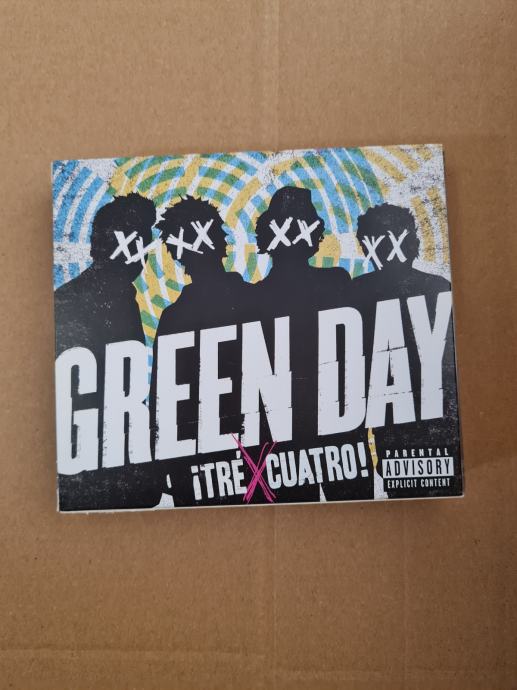 GREEN DAY
¡TRÉ X CUATRO!
PARENTAL
ADVISORY
EXPLICIT CONTENT